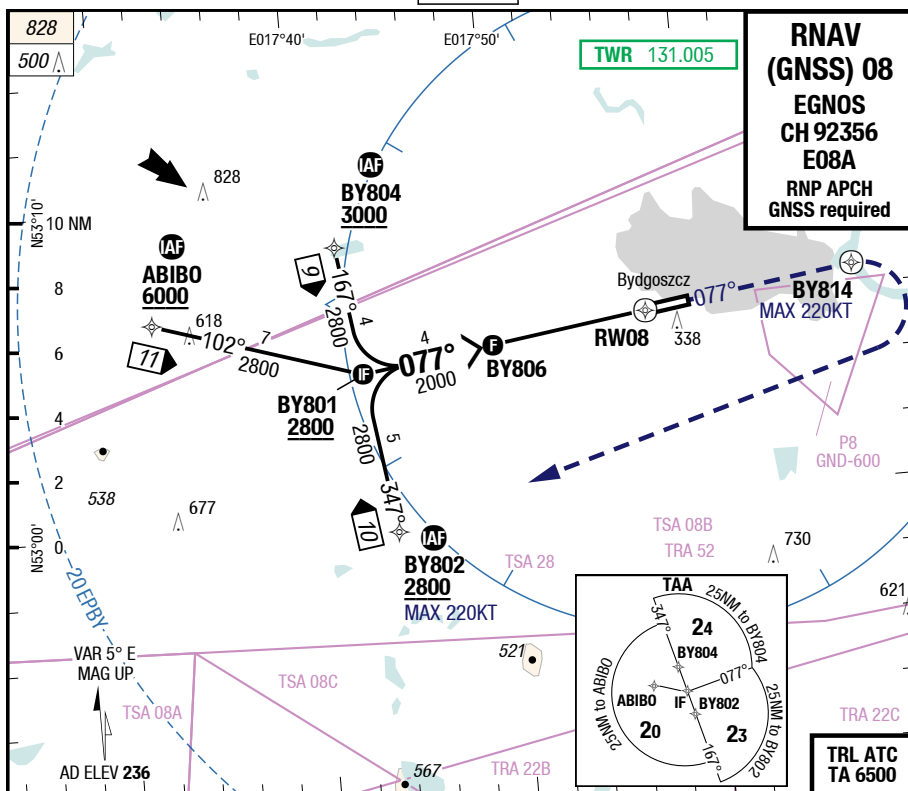 828
500
E017°40'
E017°50'
TWR 131.005
RNAV
(GNSS) 08
EGNOS
CH 92356
E08A
RNP APCH
GNSS required
828
IAF
BY804
3000
N53°10'
10 NM
IAF
ABIBO
6000
9
167°
4
2800
8
Bydgoszcz
077°
BY814
MAX 220KT
RW08
338
618
7
102°
2800
11
6
4
077°
2000
F
BY806
IF
BY801
2800
4
2800
5
347°
P8
GND-600
538
2
677
10
N53°00'
0
IAF
BY802
2800
MAX 220KT
TSA 08B
TRA 52
TSA 28
730
621
20EPBY
TAA
25NM to BY804
347°
24
BY804
077°
ABIBO
IF
BY802
25NM to ABIBO
20
23
25NM to BY802
167°
521
VAR 5° E
MAG UP
TSA 08C
TSA 08A
TRA 22C
AD ELEV 236
567
TRA 22B
TRL ATC
TA 6500